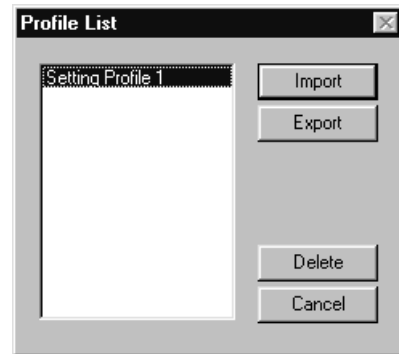 Profile List
Setting Profile 1
Import
Export
Delete
Cancel